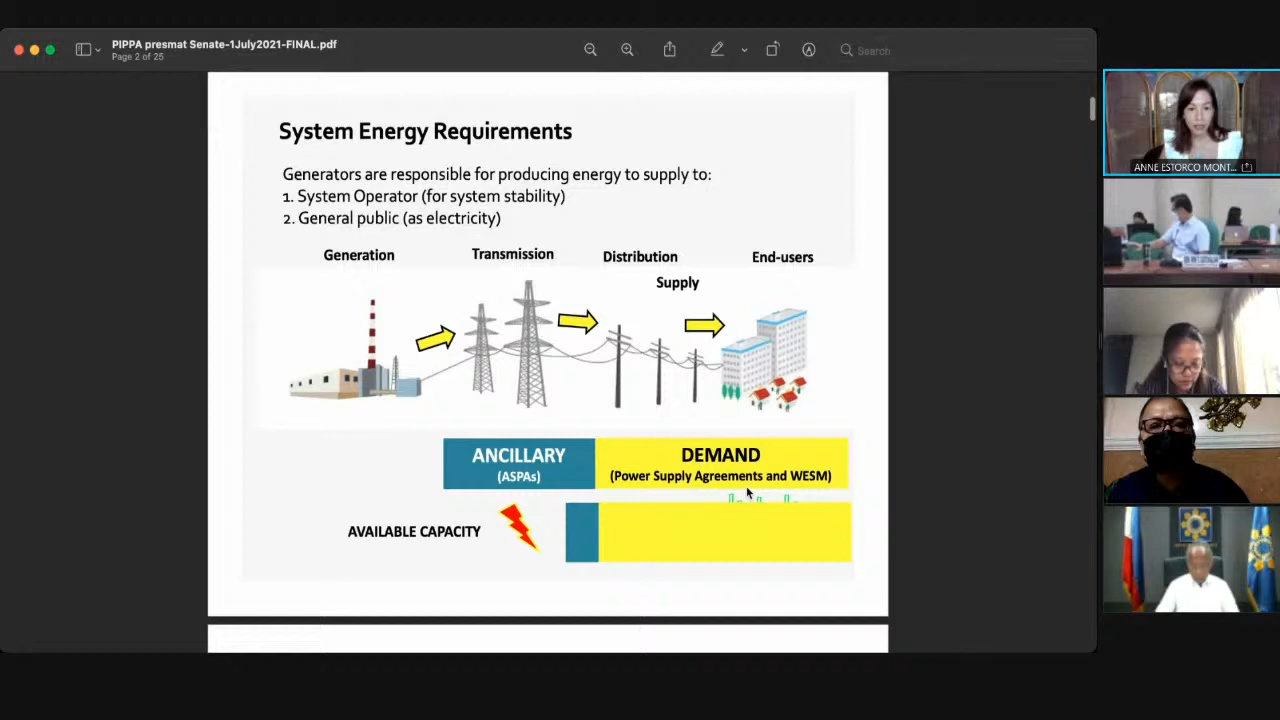 PIPPA presmat Senate-1July2021-FINAL.pdf
Page 2 of 25
Search
System Energy Requirements
Generators are responsible for producing energy to supply to:
1. System Operator (for system stability)
2. General public (as electricity)
Generation
Transmission
Distribution
End-users
Supply
ANCILLARY
(ASPAs)
DEMAND
(Power Supply Agreements and WESM)
AVAILABLE CAPACITY
ANNE ESTORCO MONT...